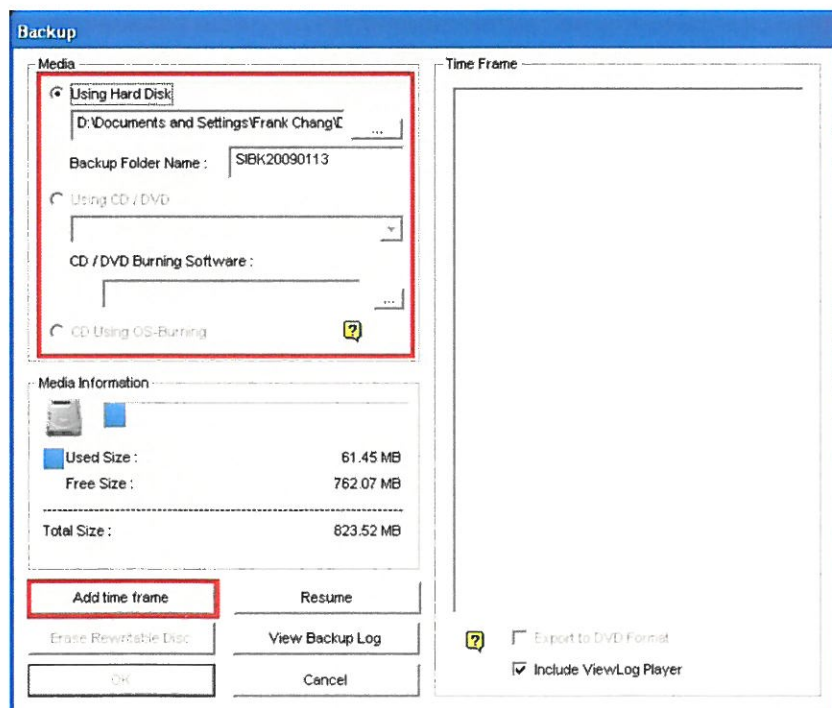 Backup
Media
Using Hard Disk
D:\Documents and Settings\Frank Chang\D
...
Backup Folder Name : SIBK20090113
Using CD / DVD
CD / DVD Burning Software :
...
CD Using OS-Burning
?
Media Information
Used Size : 61.45 MB
Free Size : 762.07 MB
Total Size : 823.52 MB
Add time frame Resume
Erase Rewritable Disc View Backup Log
OK Cancel
Time Frame
? Export to DVD Format
Include ViewLog Player